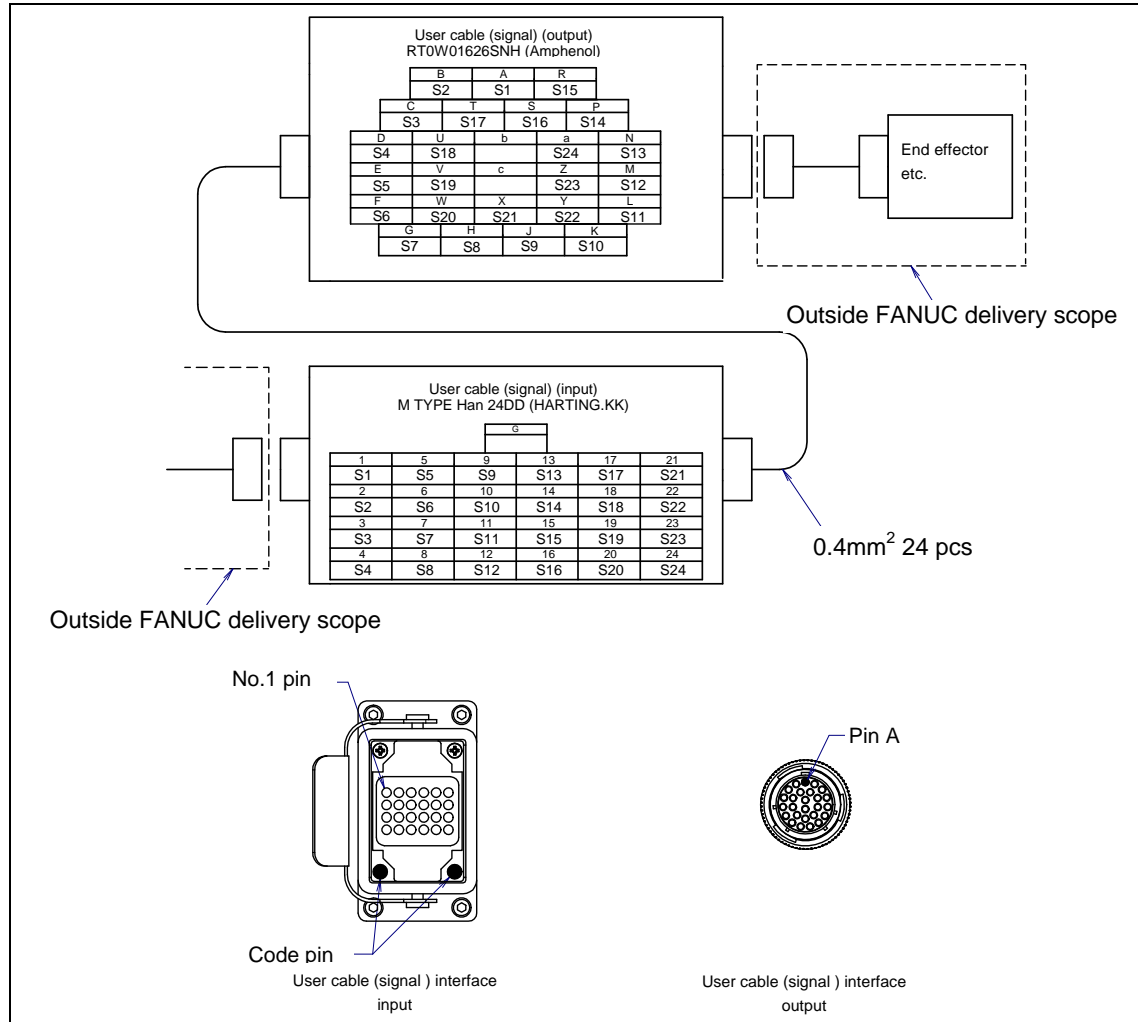 User cable (signal) (output)
RT0W01626SNH (Amphenol)
B A R
S2 S1 S15
C T S P
S3 S17 S16 S14
D U b a N
S4 S18 S24 S13
E V c Z M
S5 S19 S23 S12
F W X Y L
S6 S20 S21 S22 S11
G H J K
S7 S8 S9 S10
End effector
etc.
Outside FANUC delivery scope
User cable (signal) (input)
M TYPE Han 24DD (HARTING.KK)
G
1 5 9 13 17 21
S1 S5 S9 S13 S17 S21
2 6 10 14 18 22
S2 S6 S10 S14 S18 S22
3 7 11 15 19 23
S3 S7 S11 S15 S19 S23
4 8 12 16 20 24
S4 S8 S12 S16 S20 S24
0.4mm² 24 pcs
Outside FANUC delivery scope
No.1 pin
Pin A
Code pin
User cable (signal ) interface
input
User cable (signal ) interface
output